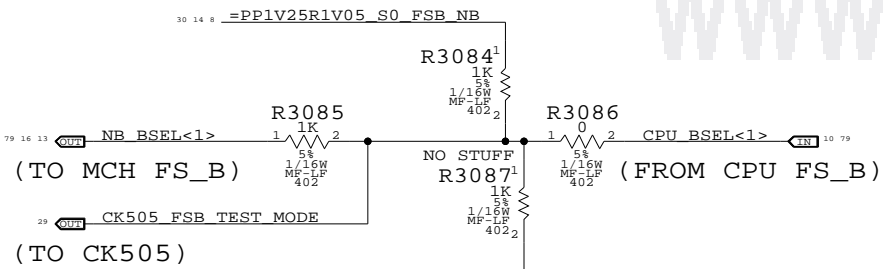 30 14 8 =PP1V25R1V05_S0_FSB_NB
R3084 1
1K
5%
1/16W
MF-LF
402 2
R3085
1K
1 2
5%
1/16W
MF-LF
402
R3086
0
1 2
5%
1/16W
MF-LF
402
79 16 13 OUT NB_BSEL<1>
CPU_BSEL<1> IN 10 79
(TO MCH FS_B)
(FROM CPU FS_B)
NO STUFF
R3087 1
1K
5%
1/16W
MF-LF
402 2
29 OUT CK505_FSB_TEST_MODE
(TO CK505)
WWW